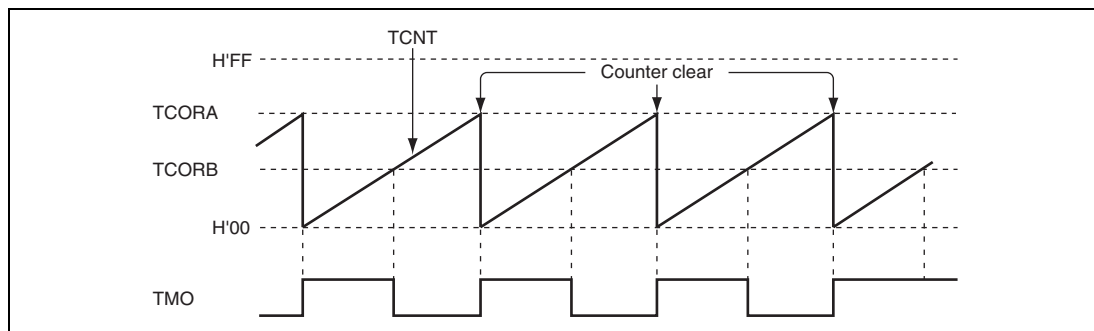 TCNT
H'FF
Counter clear
TCORA
TCORB
H'00
TMO